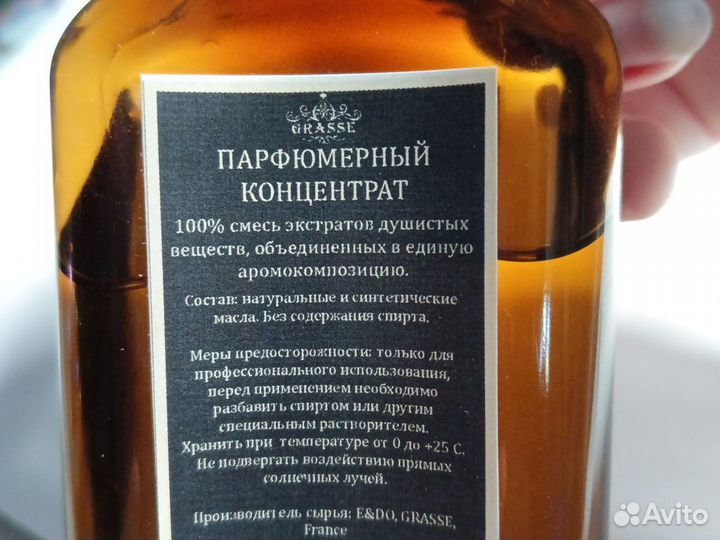 GRASSE
ПАРФЮМЕРНЫЙ
КОНЦЕНТРАТ
100% смесь экстратов душистых
веществ, объединенных в единую
аромокомпозицию.
Состав: натуральные и синтетические
масла. Без содержания спирта.
Меры предосторожности: только для
профессионального использования,
перед применением необходимо
разбавить спиртом или другим
специальным растворителем.
Хранить при температуре от 0 до +25 С.
Не подвергать воздействию прямых
солнечных лучей.
Производитель сырья: E&DO, GRASSE,
France
Avito